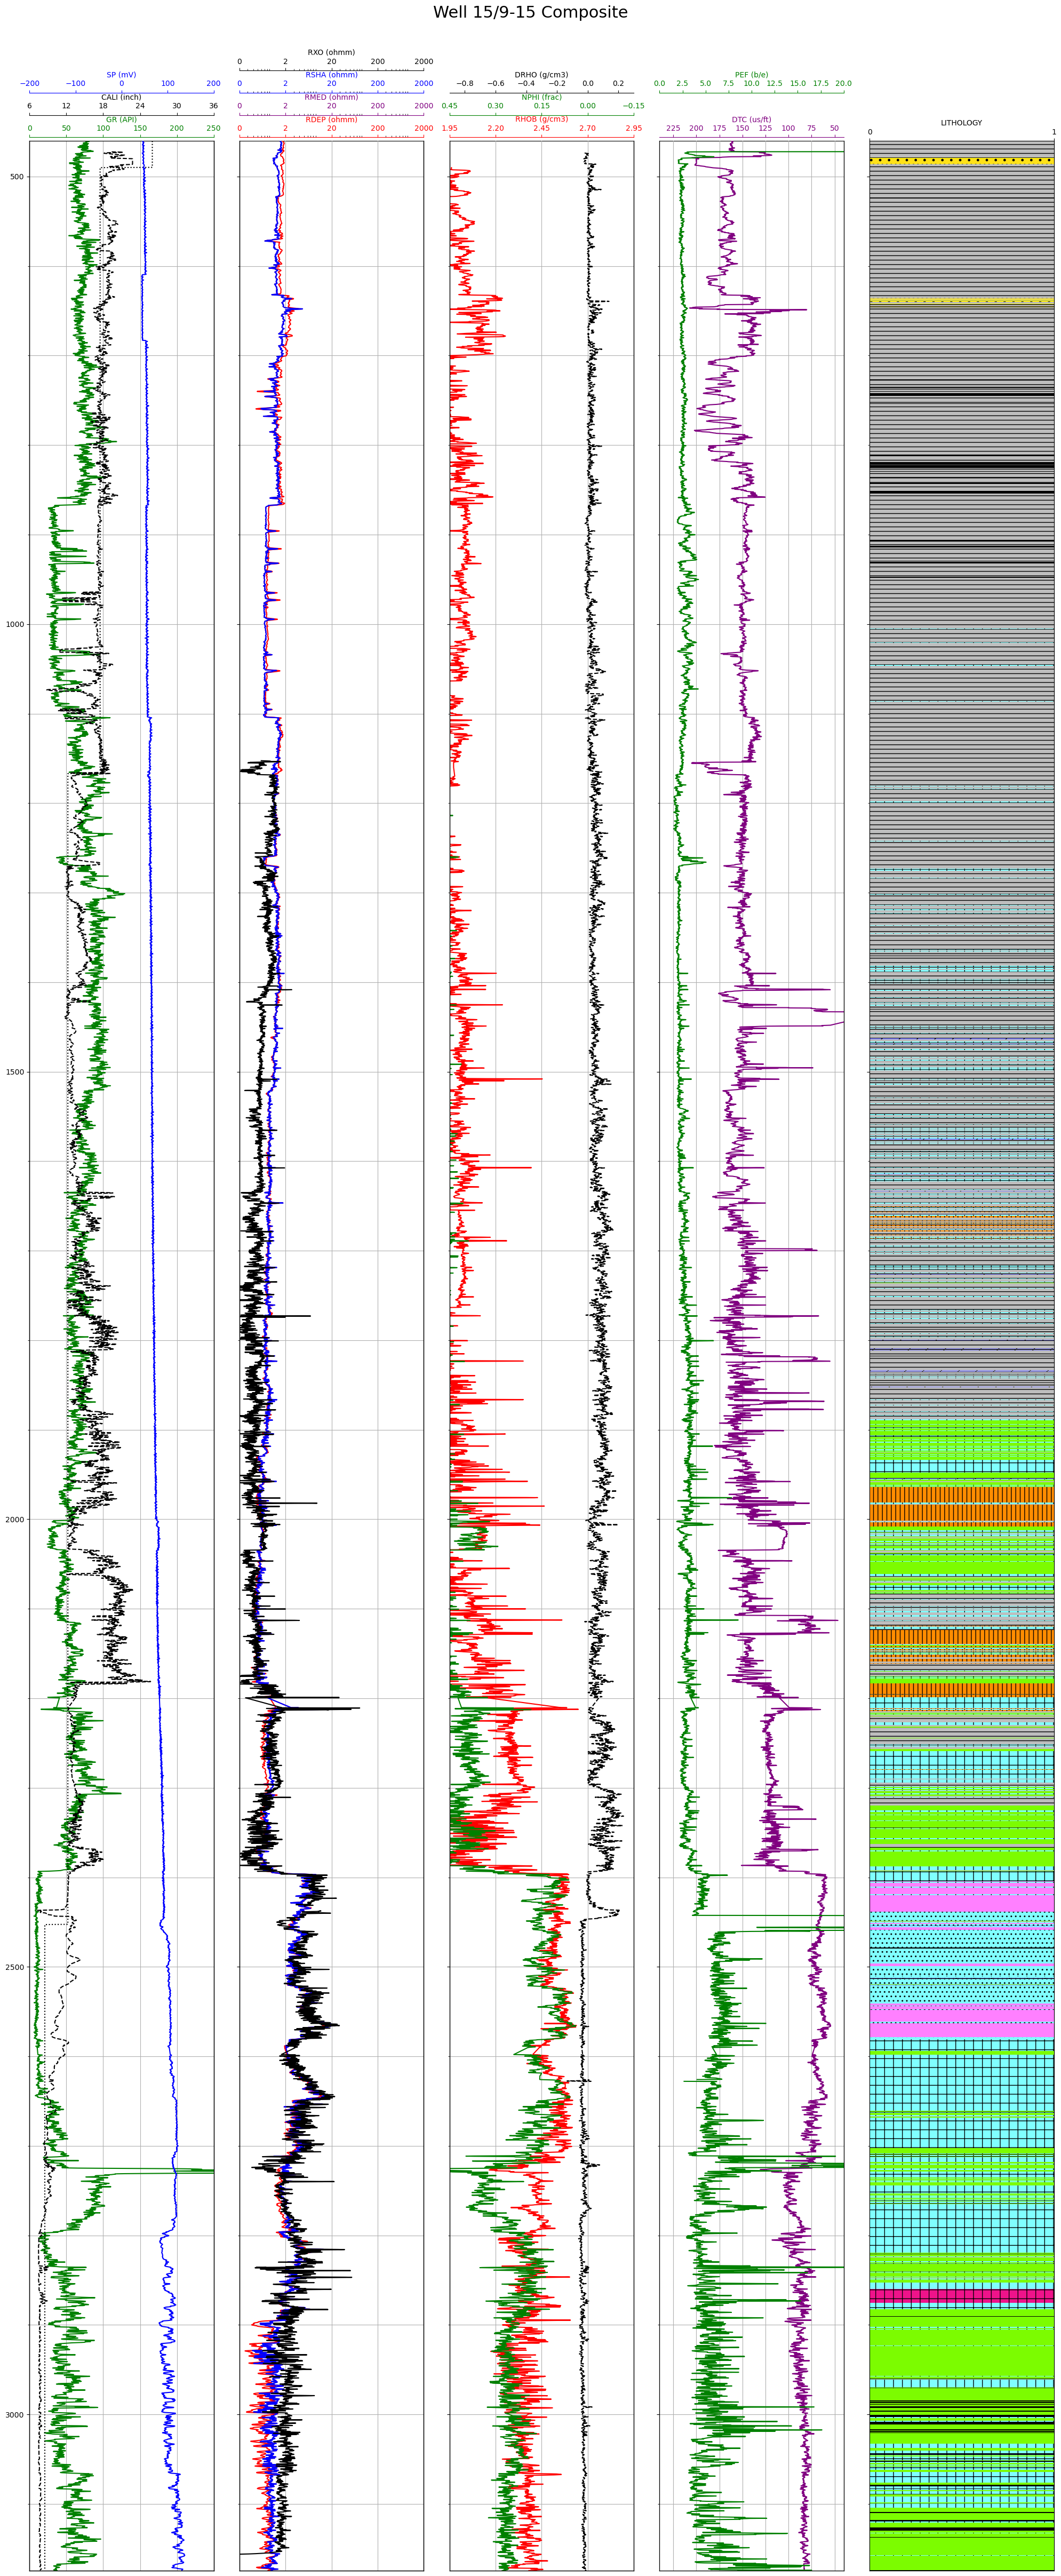 Well 15/9-15 Composite
RXO (ohmm)
0 2 20 200 2000
SP (mV)
−200 −100 0 100 200
RSHA (ohmm)
0 2 20 200 2000
DRHO (g/cm3)
−0.8 −0.6 −0.4 −0.2 0.0 0.2
PEF (b/e)
0.0 2.5 5.0 7.5 10.0 12.5 15.0 17.5 20.0
CALI (inch)
6 12 18 24 30 36
RMED (ohmm)
0 2 20 200 2000
NPHI (frac)
0.45 0.30 0.15 0.00 −0.15
GR (API)
0 50 100 150 200 250
RDEP (ohmm)
0 2 20 200 2000
RHOB (g/cm3)
1.95 2.20 2.45 2.70 2.95
DTC (us/ft)
225 200 175 150 125 100 75 50
LITHOLOGY
0 1
500
1000
1500
2000
2500
3000